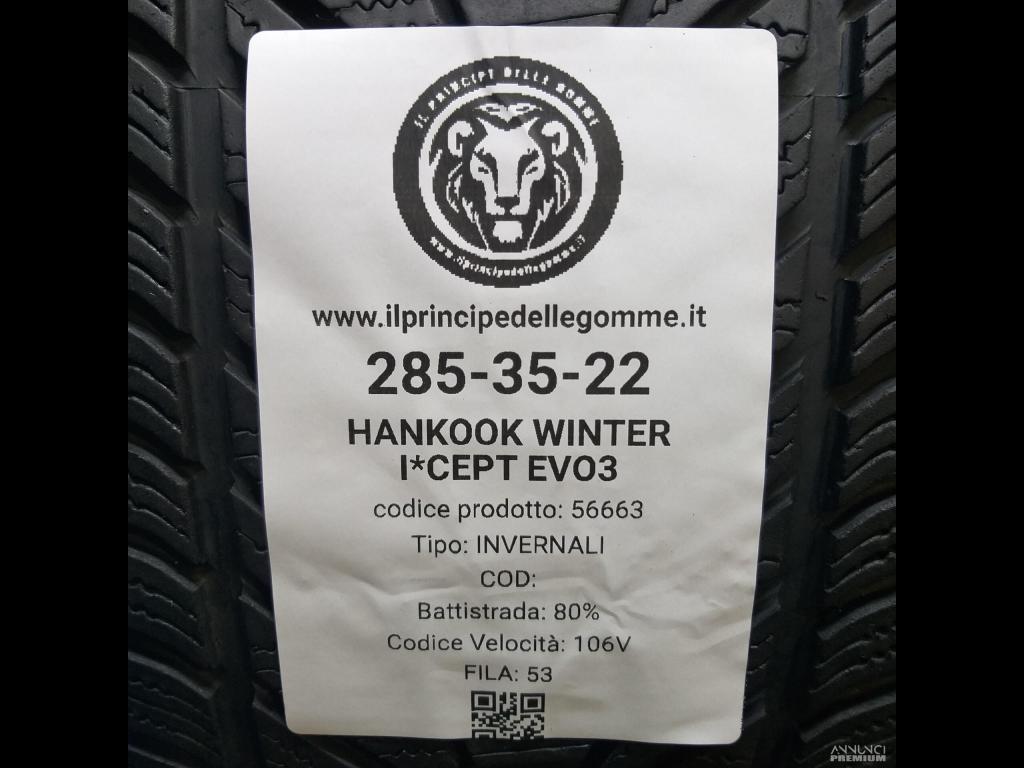 IL PRINCIPE DELLE GOMME
www.ilprincipedellegomme.it
www.ilprincipedellegomme.it
285-35-22
HANKOOK WINTER
I*CEPT EVO3
codice prodotto: 56663
Tipo: INVERNALI
COD:
Battistrada: 80%
Codice Velocità: 106V
FILA: 53
ANNUNCI
PREMIUM